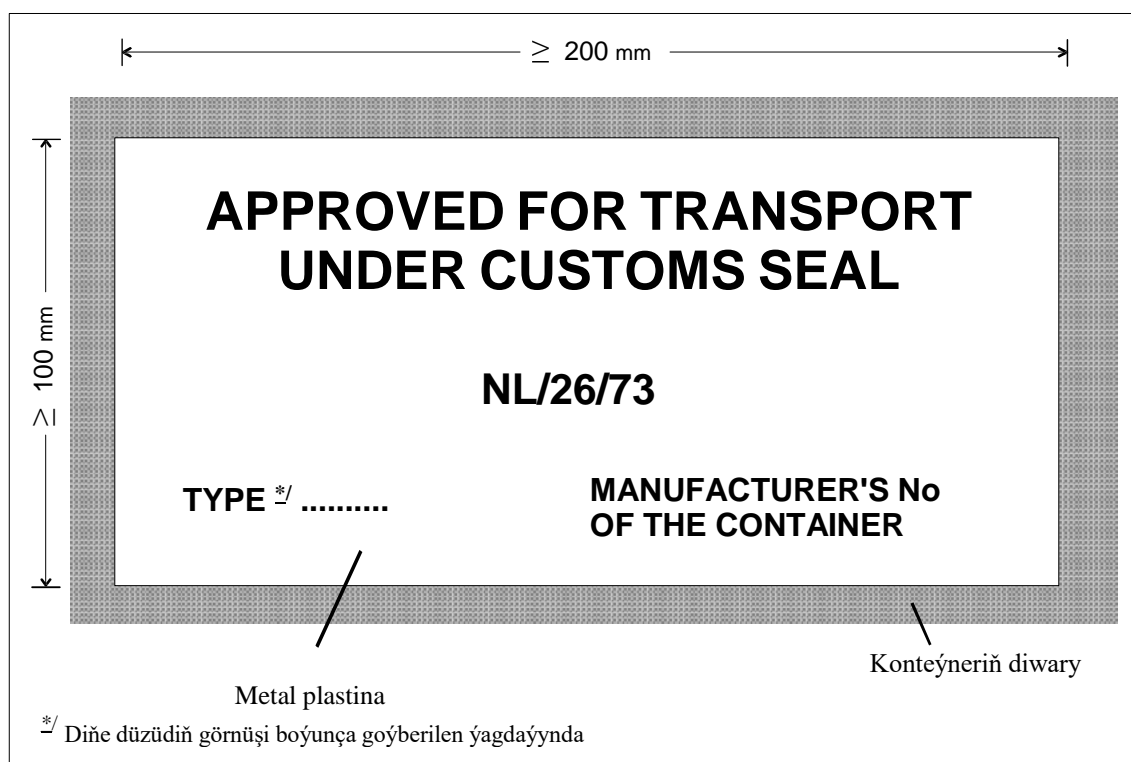 ≥ 200 mm
≥ 100 mm
APPROVED FOR TRANSPORT
UNDER CUSTOMS SEAL
NL/26/73
TYPE */ ..........
MANUFACTURER'S No
OF THE CONTAINER
Konteýneriň diwary
Metal plastina
*/ Diňe düzüdiň görnüşi boýunça goýberilen ýagdaýynda